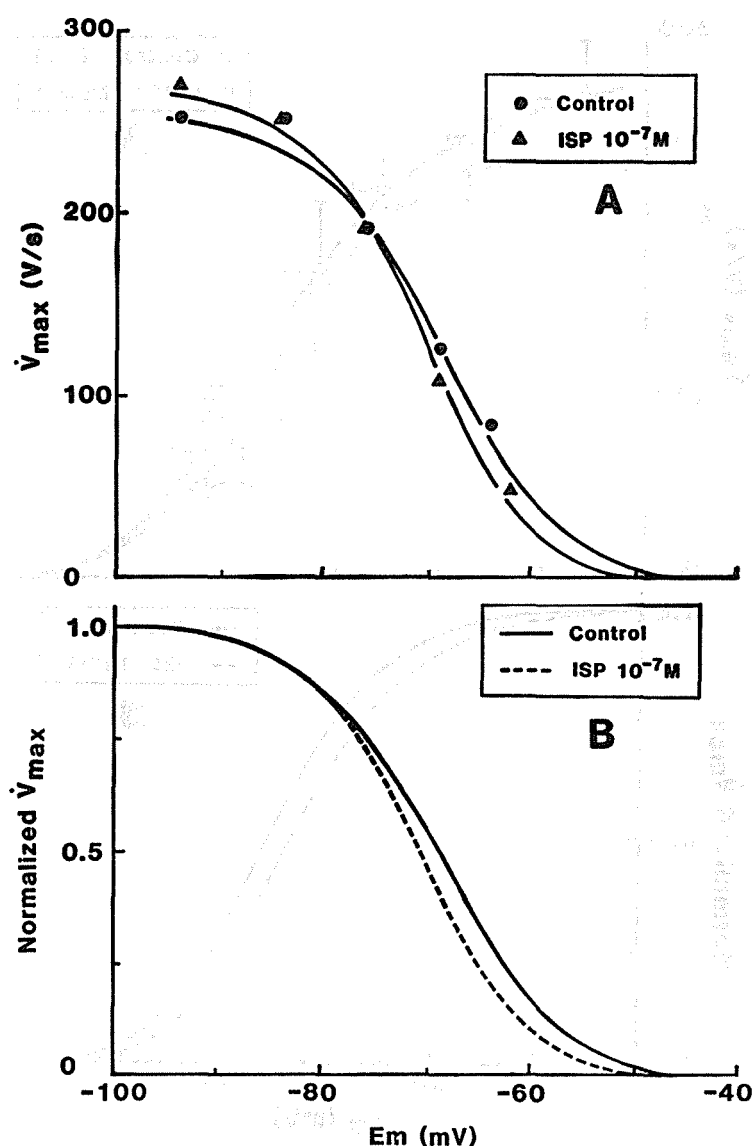 300
200
100
0
V̇max (V/s)
● Control
▲ ISP 10⁻⁷M
A
1.0
0.5
0
Normalized V̇max
Control
ISP 10⁻⁷M
B
-100 -80 -60 -40
Em (mV)